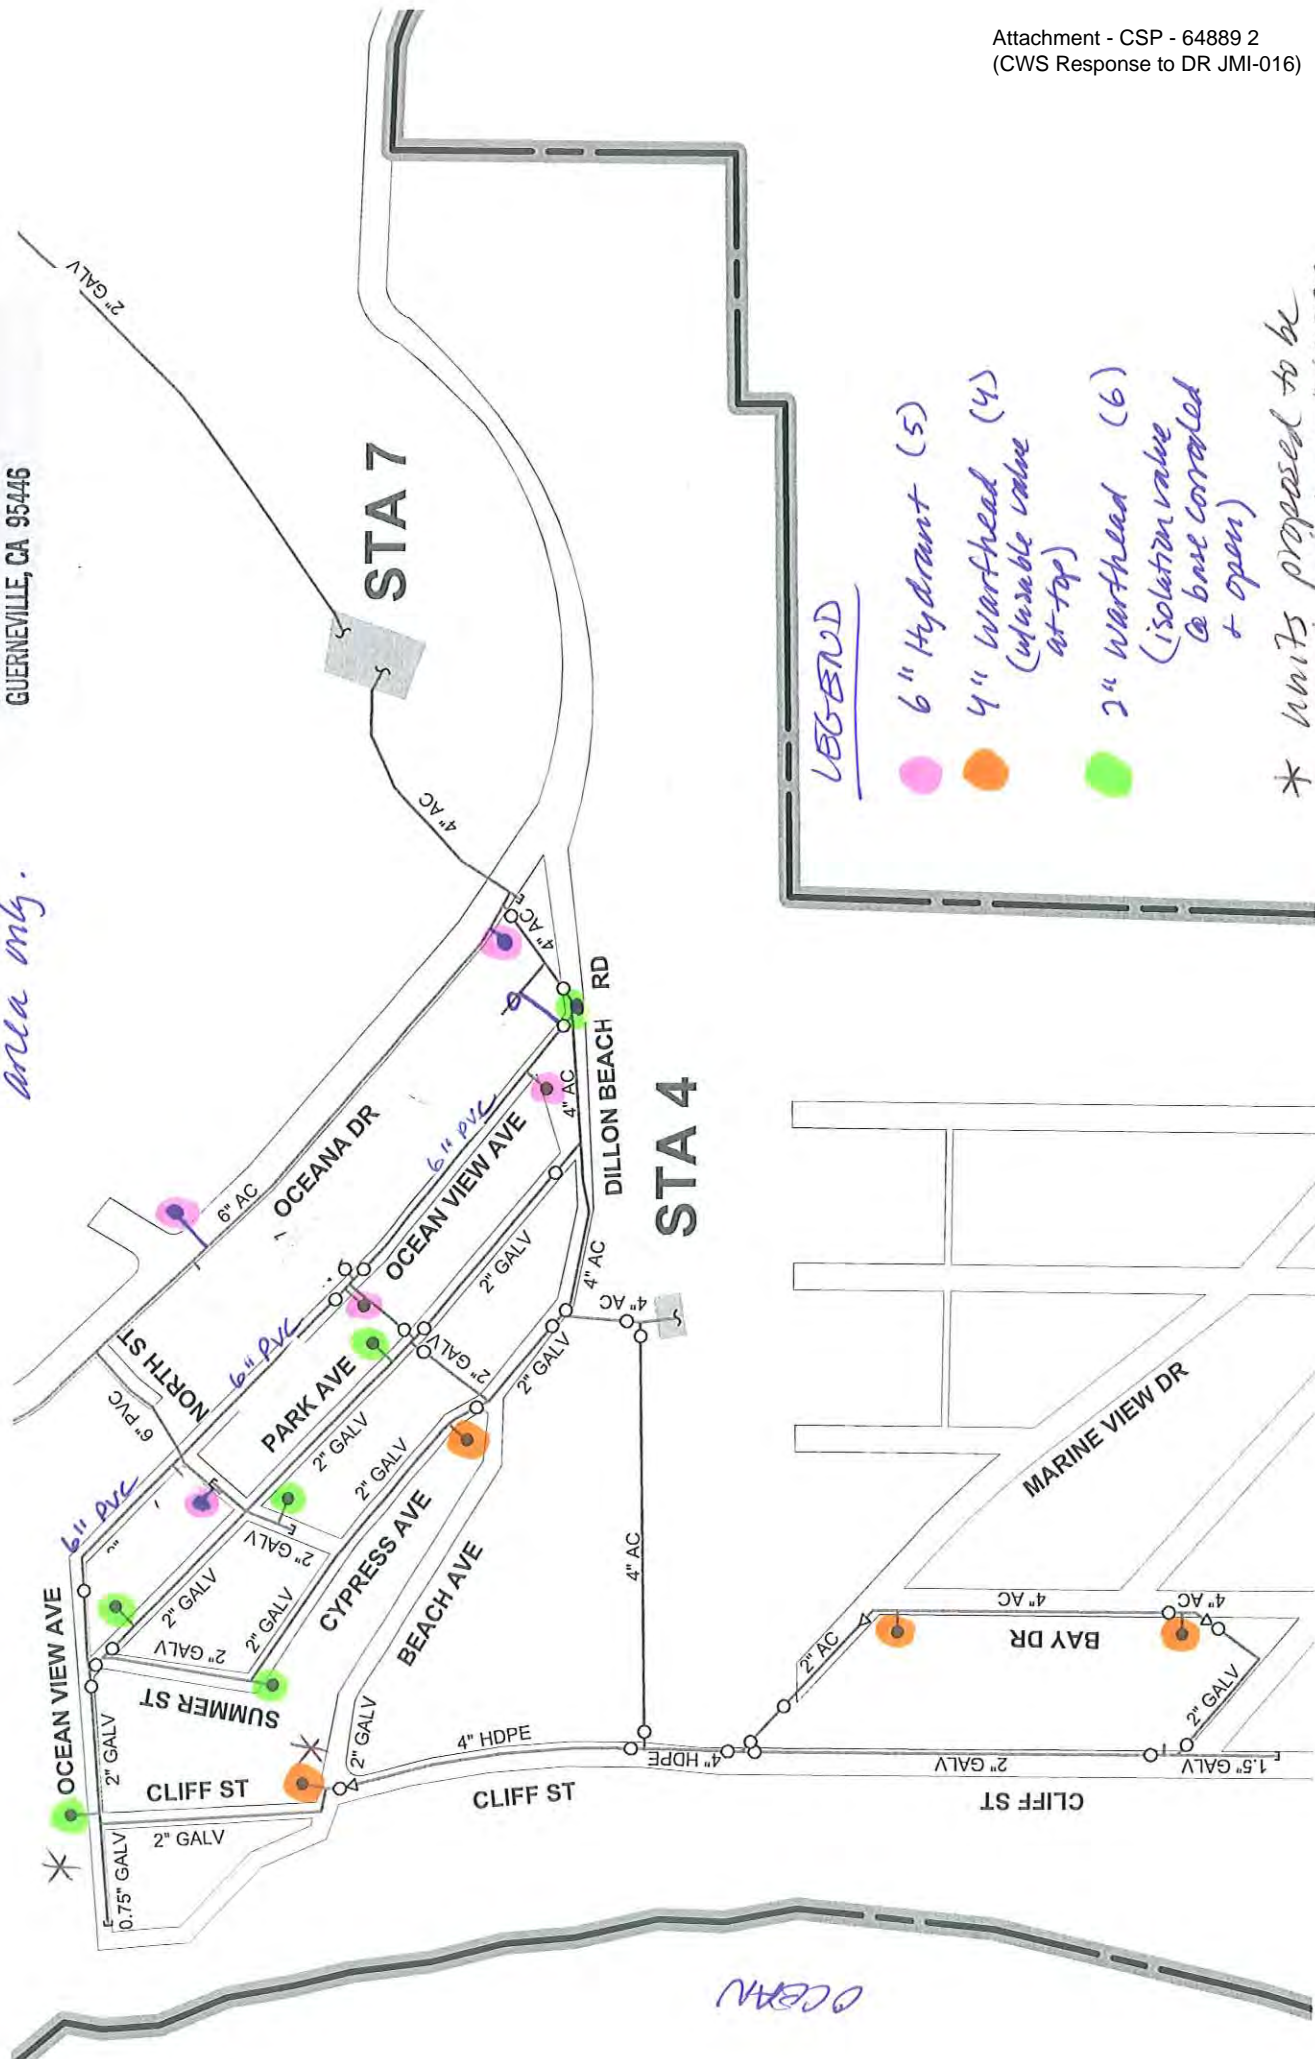 Attachment - CSP - 64889 2
(CWS Response to DR JMI-016)
GUERNEVILLE, CA 95446
area only.
2" GALV
STA 7
4" AC
4" AC
OCEANA DR
6" AC
NORTH ST
6" PVC
6" PVC
6" PVC
6" PVC
OCEAN VIEW AVE
4" AC
DILLON BEACH RD
STA 4
PARK AVE
2" GALV
2" GALV
2" GALV
2" GALV
2" GALV
2" GALV
4" AC
4" AC
CYPRESS AVE
BEACH AVE
2" GALV
2" GALV
2" GALV
2" GALV
SUMMER ST
OCEAN VIEW AVE
2" GALV
CLIFF ST
2" GALV
0.75" GALV
*
*
2" GALV
4" HDPE
CLIFF ST
4" AC
4" HDPE
2" AC
2" GALV
CLIFF ST
1.5" GALV
2" GALV
BAY DR
4" AC
4" AC
MARINE VIEW DR
OCEAN
LEGEND
6" Hydrant (5)
4" Warfhead (4)
(unusable valve
at top)
2" Warfhead (6)
(isolation valve
@ base corroded
+ open)
* units proposed to be